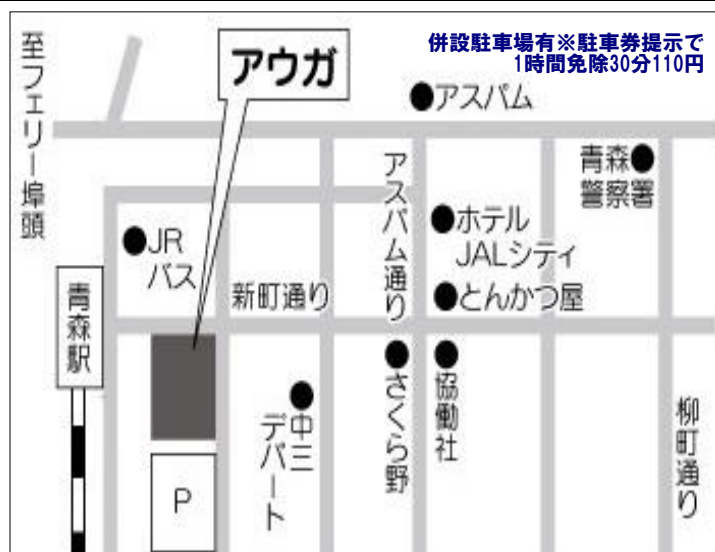 至フェリー埠頭
アウガ
併設駐車場有※駐車券提示で
1時間免除30分110円
アスパム
青森
警察署
アスパム通り
ホテル
JALシティ
JR
バス
新町通り
とんかつ屋
青森駅
中三
デパート
さくら野
協働社
柳町通り
P